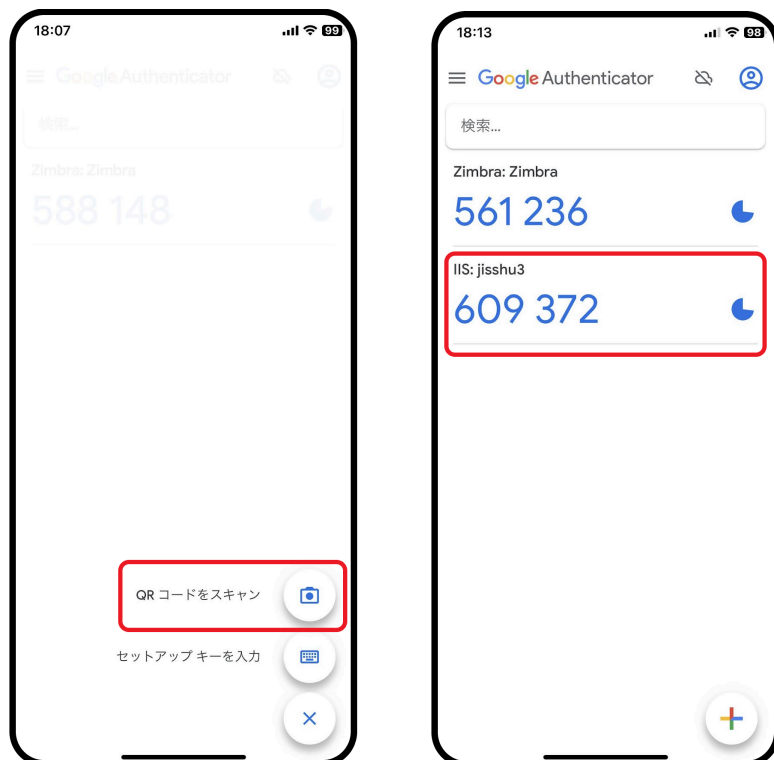 18:07
99
Google Authenticator
検索...
Zimbra: Zimbra
588 148
QR コードをスキャン
セットアップ キーを入力
18:13
98
Google Authenticator
検索...
Zimbra: Zimbra
561 236
IIS: jisshu3
609 372